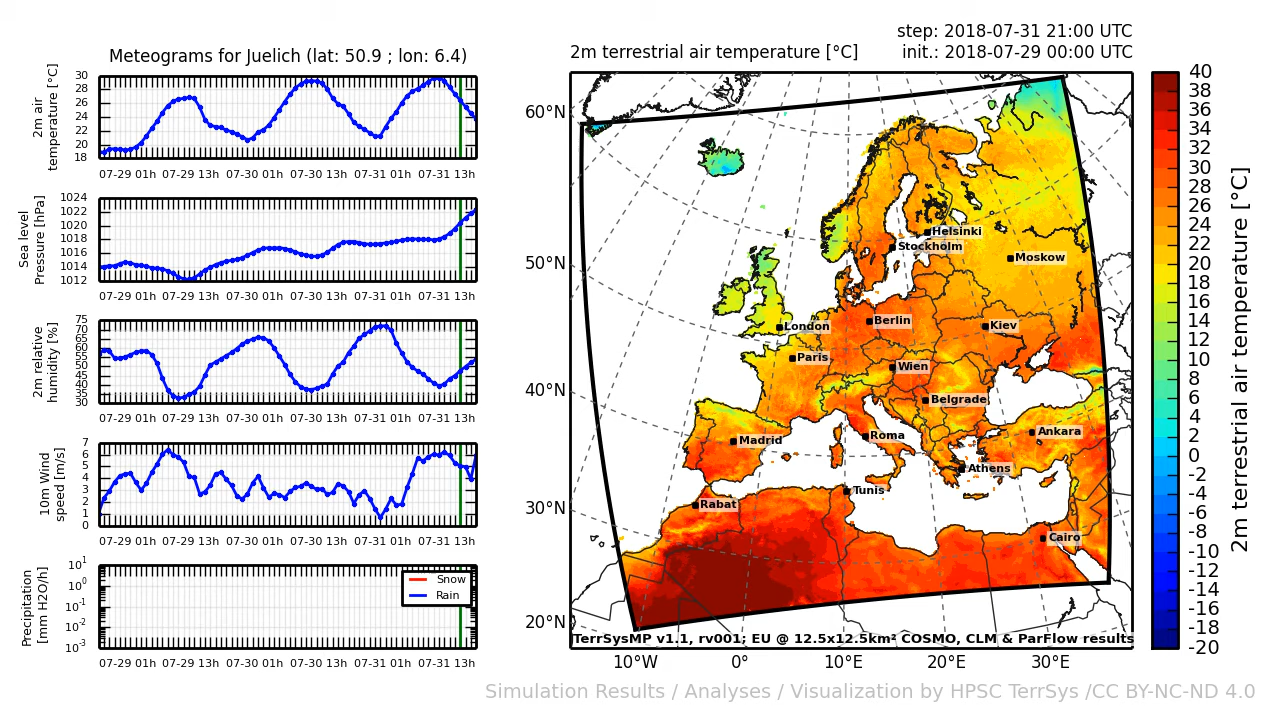 step: 2018-07-31 21:00 UTC
Meteograms for Juelich (lat: 50.9 ; lon: 6.4)
2m terrestrial air temperature [°C]
init.: 2018-07-29 00:00 UTC
2m air
temperature [°C]
30
28
26
24
22
20
18
07-29 01h 07-29 13h 07-30 01h 07-30 13h 07-31 01h 07-31 13h
Sea level
Pressure [hPa]
1024
1022
1020
1018
1016
1014
1012
07-29 01h 07-29 13h 07-30 01h 07-30 13h 07-31 01h 07-31 13h
2m relative
humidity [%]
75
70
65
60
55
50
45
40
35
30
07-29 01h 07-29 13h 07-30 01h 07-30 13h 07-31 01h 07-31 13h
10m Wind
speed [m/s]
7
6
5
4
3
2
1
0
07-29 01h 07-29 13h 07-30 01h 07-30 13h 07-31 01h 07-31 13h
Precipitation
[mm H2O/h]
10^1
10^0
10^-1
10^-2
10^-3
Snow
Rain
07-29 01h 07-29 13h 07-30 01h 07-30 13h 07-31 01h 07-31 13h
60°N
50°N
40°N
30°N
20°N
Helsinki
Stockholm
Moskow
London
Berlin
Kiev
Paris
Wien
Belgrade
Madrid
Roma
Ankara
Athens
Tunis
Rabat
Cairo
TerrSysMP v1.1, rv001; EU @ 12.5x12.5km² COSMO, CLM & ParFlow results
10°W 0° 10°E 20°E 30°E
40
38
36
34
32
30
28
26
24
22
20
18
16
14
12
10
8
6
4
2
0
-2
-4
-6
-8
-10
-12
-14
-16
-18
-20
2m terrestrial air temperature [°C]
Simulation Results / Analyses / Visualization by HPSC TerrSys /CC BY-NC-ND 4.0